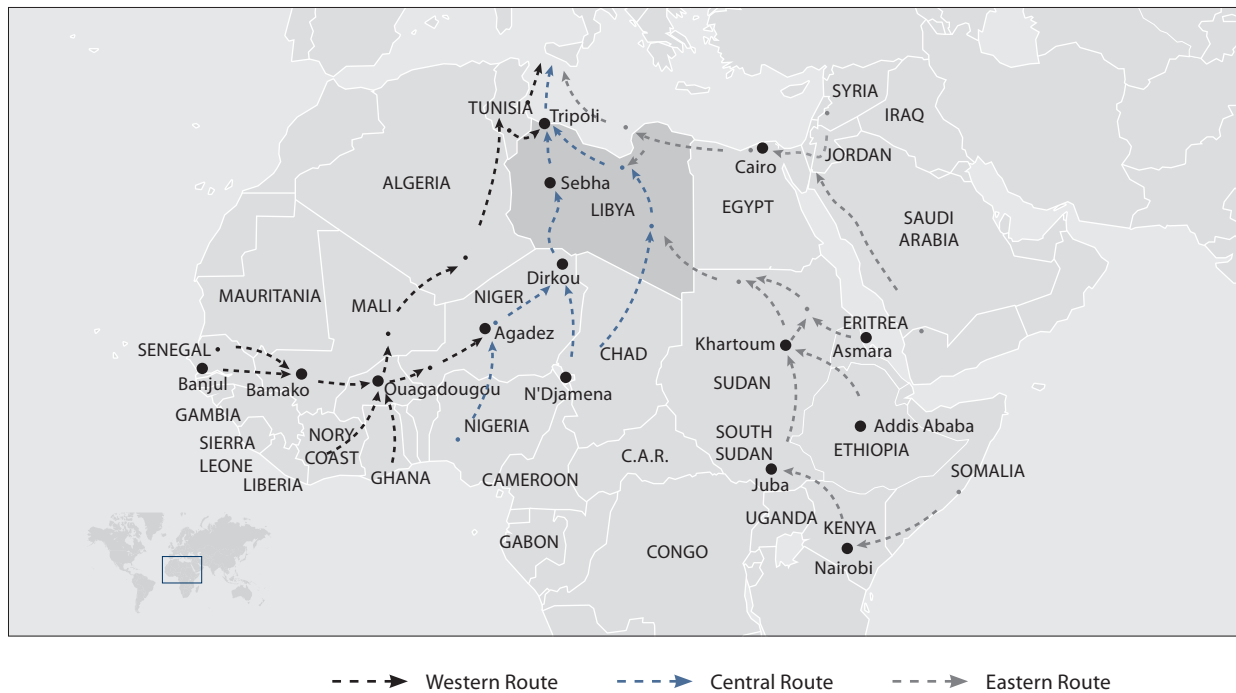 SYRIA
TUNISIA
Tripoli
IRAQ
Cairo
JORDAN
ALGERIA
Sebha
LIBYA
EGYPT
SAUDI
ARABIA
Dirkou
MAURITANIA
MALI
NIGER
Agadez
ERITREA
SENEGAL
CHAD
Khartoum
Asmara
Banjul
Bamako
Ouagadougou
N'Djamena
SUDAN
GAMBIA
NIGERIA
Addis Ababa
SIERRA
LEONE
NORY
COAST
SOUTH
SUDAN
ETHIOPIA
LIBERIA
GHANA
CAMEROON
C.A.R.
SOMALIA
Juba
UGANDA
KENYA
GABON
CONGO
Nairobi
Western Route
Central Route
Eastern Route